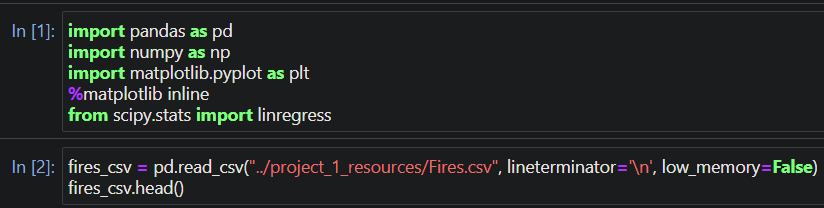 In [1]: import pandas as pd
import numpy as np
import matplotlib.pyplot as plt
%matplotlib inline
from scipy.stats import linregress
In [2]: fires_csv = pd.read_csv("../project_1_resources/Fires.csv", lineterminator='\n', low_memory=False)
fires_csv.head()